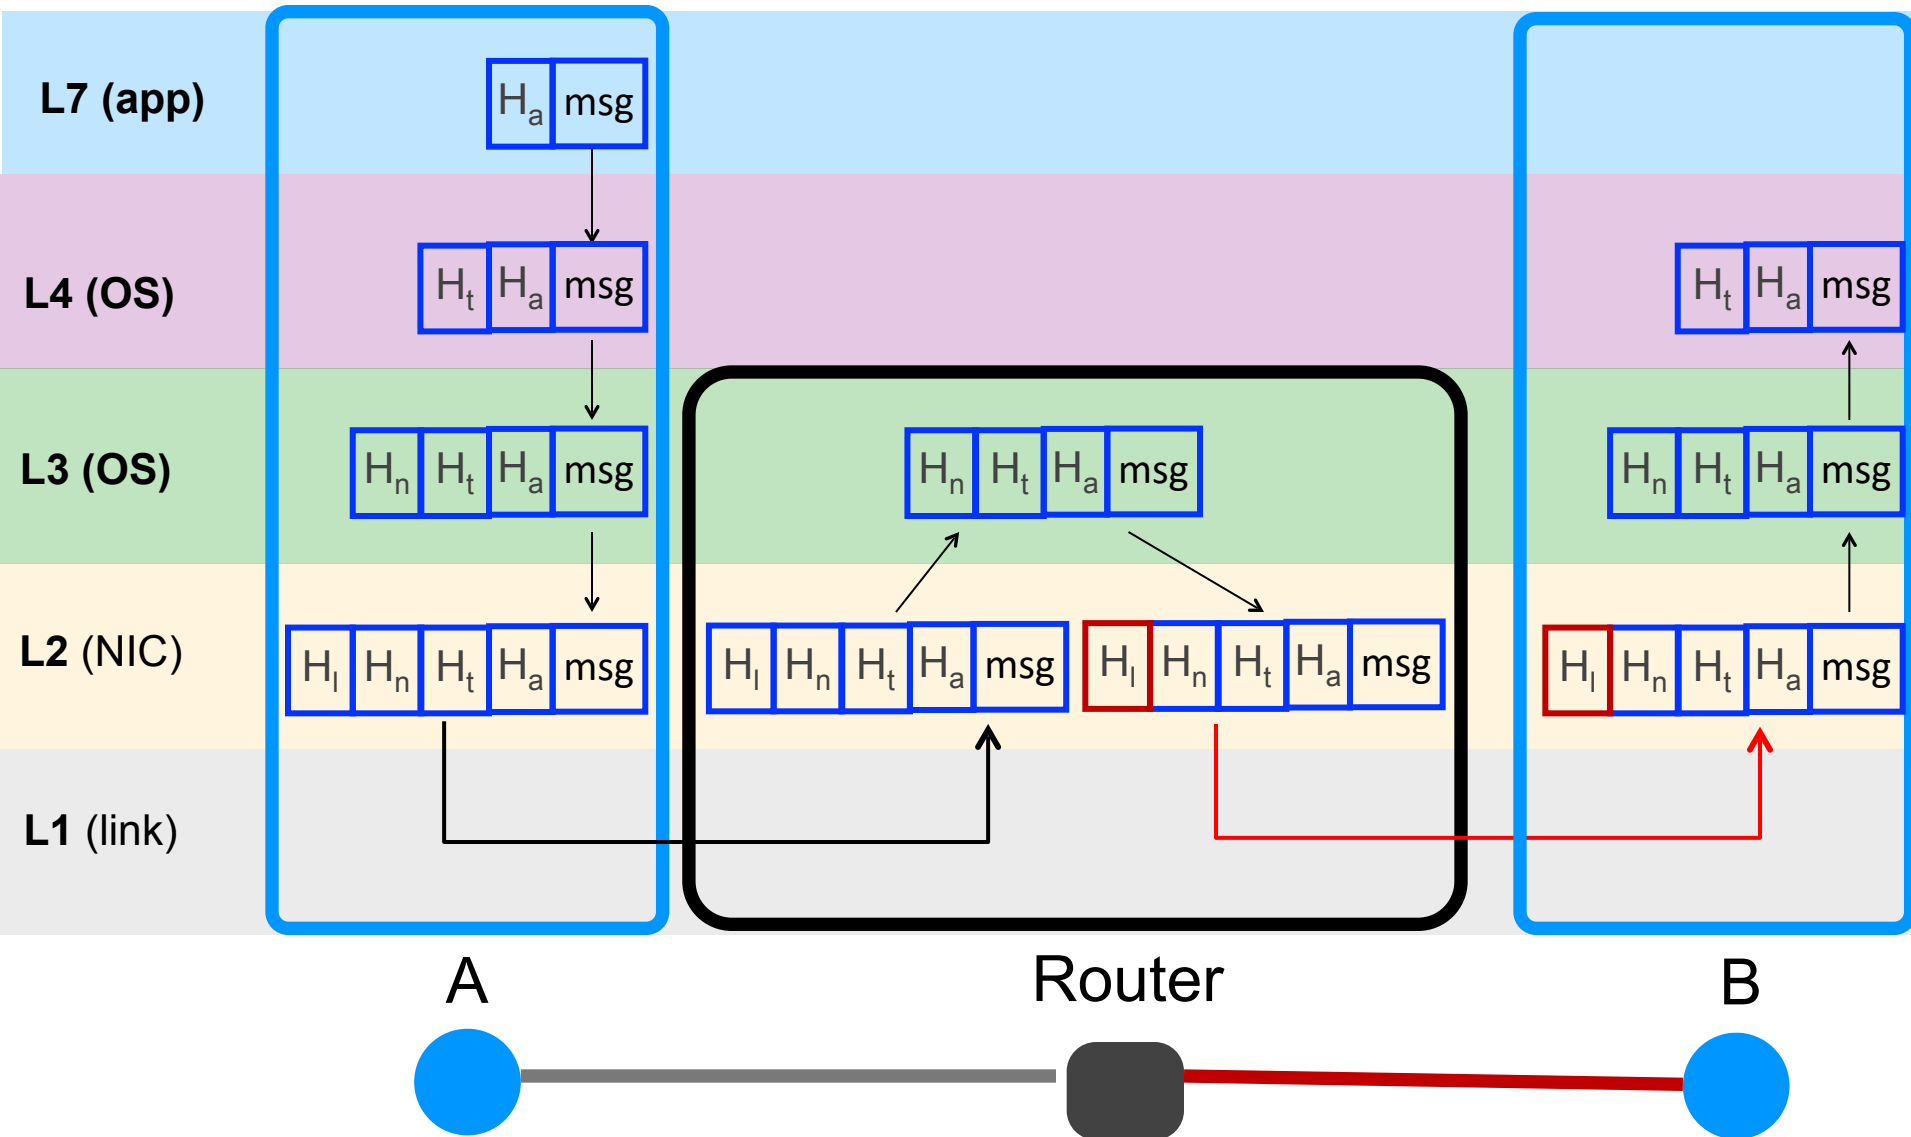 L7 (app)
Ha msg
L4 (OS)
Ht Ha msg
Ht Ha msg
L3 (OS)
Hn Ht Ha msg
Hn Ht Ha msg
Hn Ht Ha msg
L2 (NIC)
Hl Hn Ht Ha msg
Hl Hn Ht Ha msg
Hl Hn Ht Ha msg
Hl Hn Ht Ha msg
L1 (link)
A
Router
B